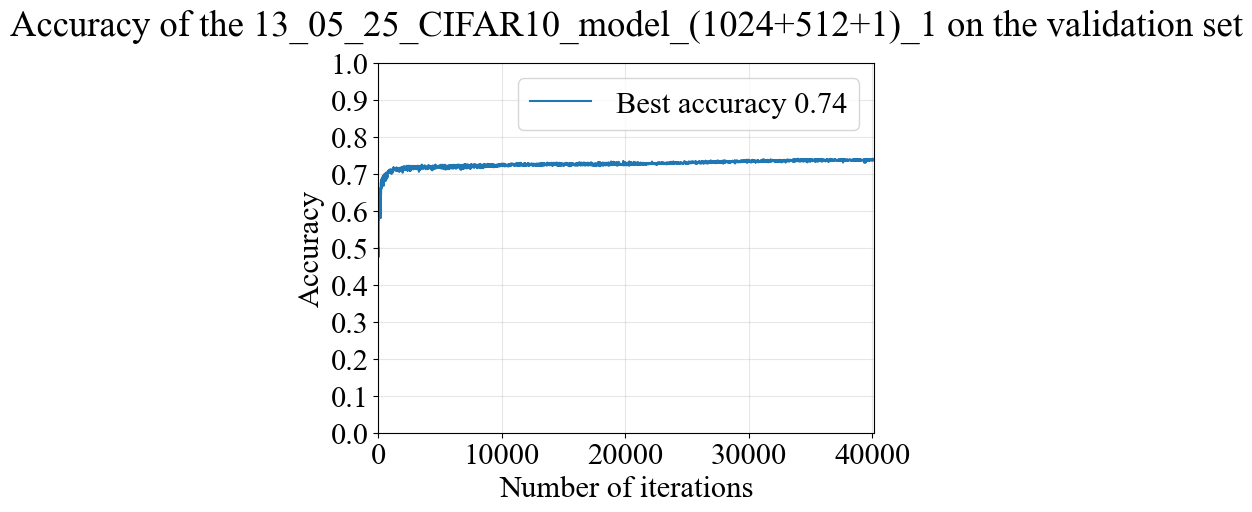 Accuracy of the 13_05_25_CIFAR10_model_(1024+512+1)_1 on the validation set
Best accuracy 0.74
1.0
0.9
0.8
0.7
0.6
0.5
0.4
0.3
0.2
0.1
0.0
Accuracy
0 10000 20000 30000 40000
Number of iterations